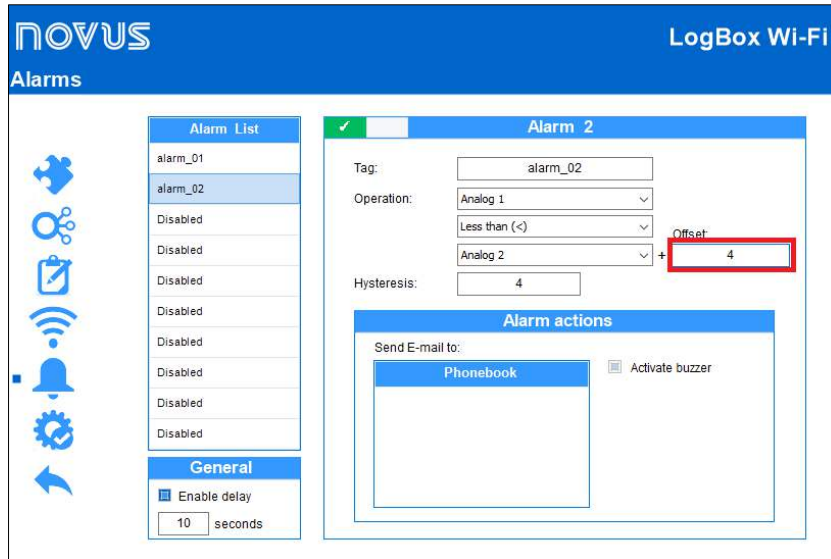 novus
LogBox Wi-Fi
Alarms
Alarm List
alarm_01
alarm_02
Disabled
Disabled
Disabled
Disabled
Disabled
Disabled
Disabled
Disabled
General
Enable delay
10 seconds
Alarm 2
Tag: alarm_02
Operation: Analog 1
Less than (<)
Offset:
Analog 2 + 4
Hysteresis: 4
Alarm actions
Send E-mail to:
Phonebook
Activate buzzer